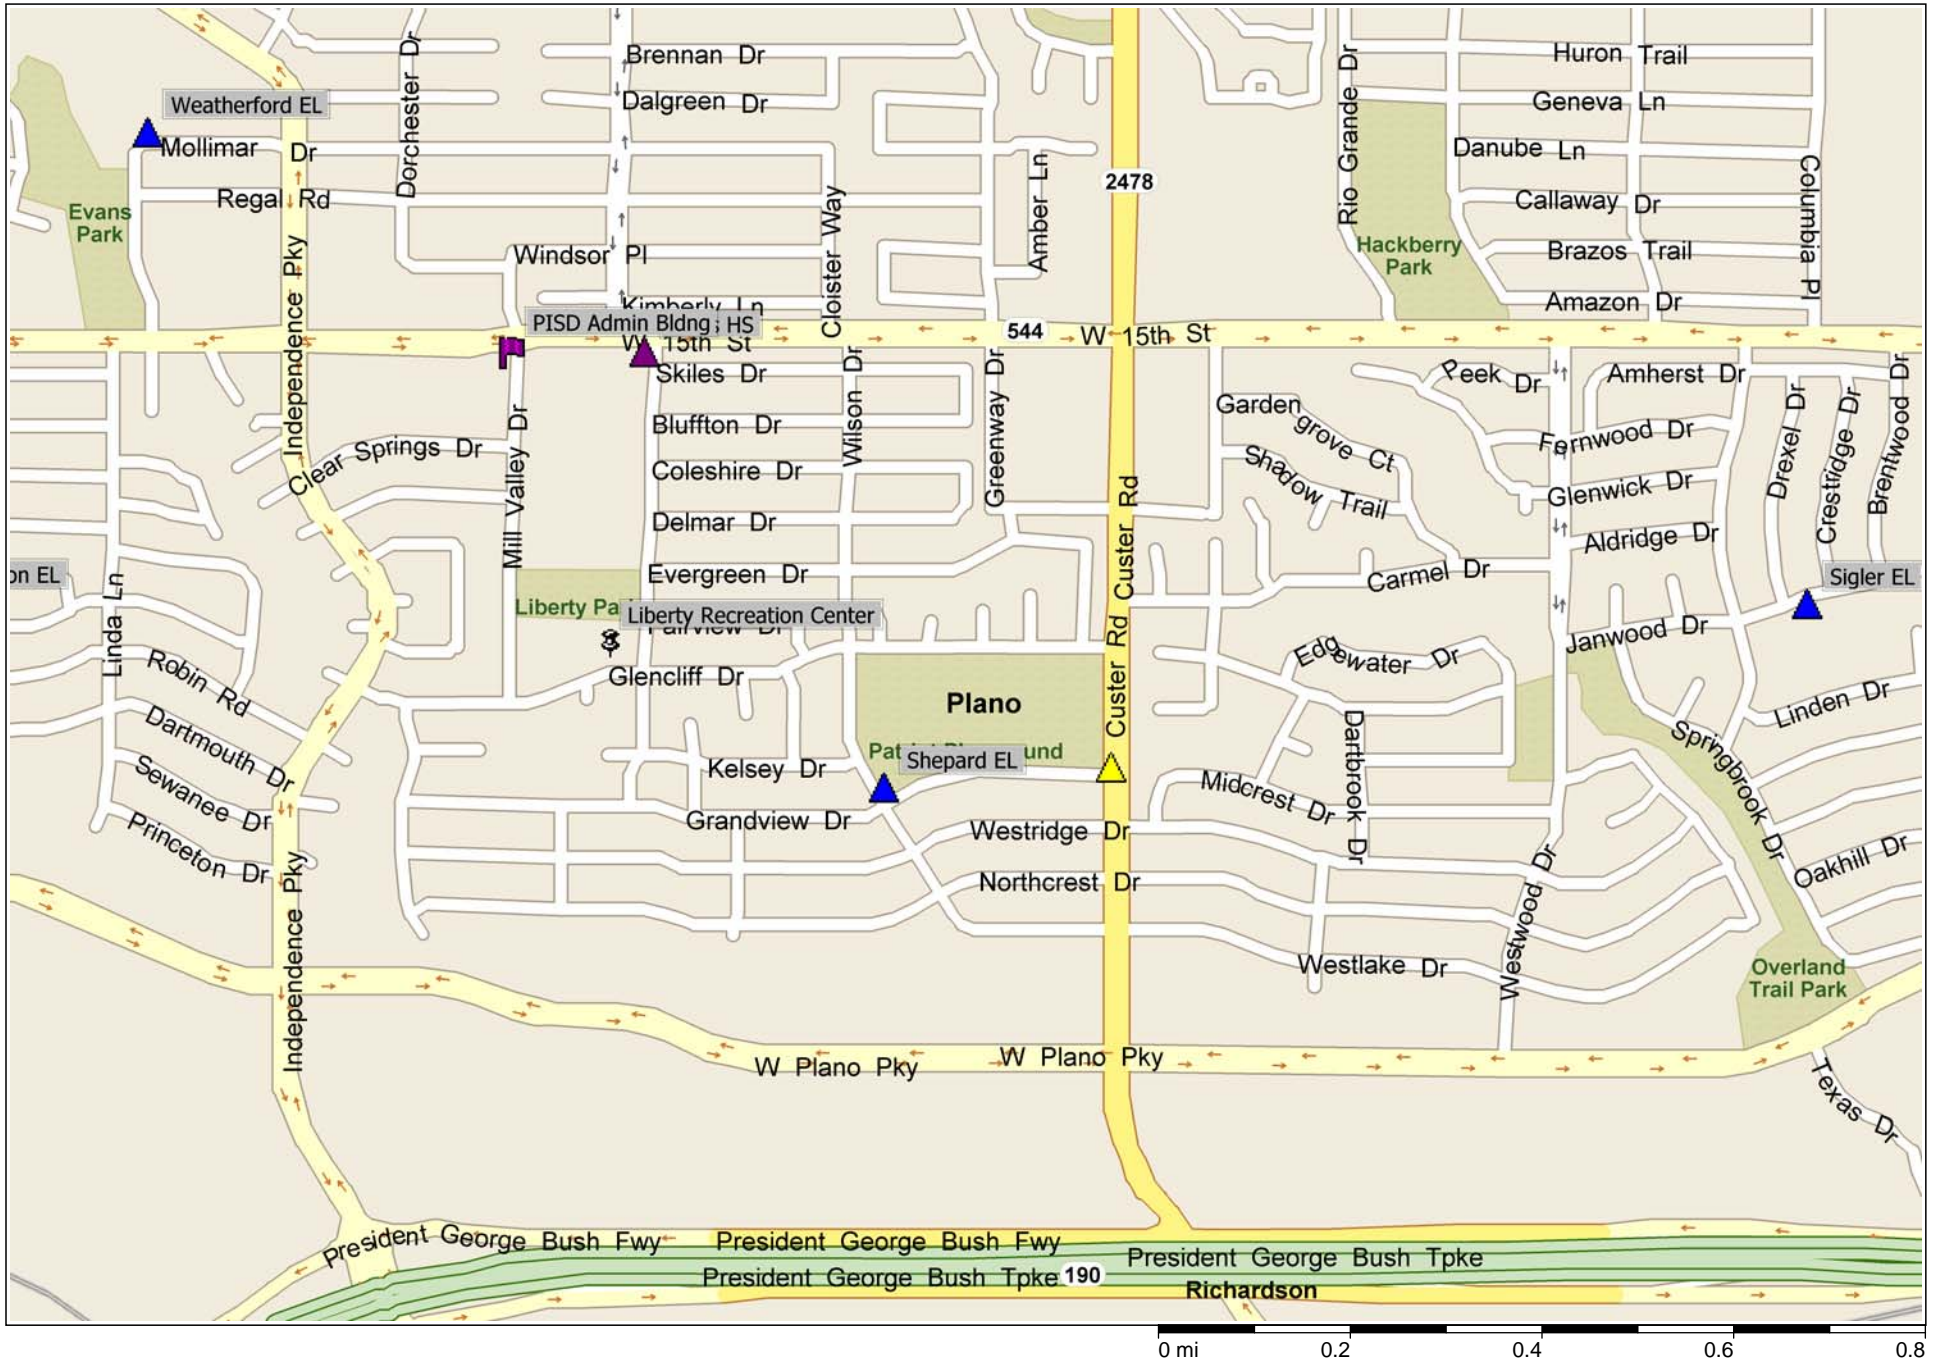 Brennan Dr
Huron Trail
Dorchester Dr
Rio Grande Dr
Weatherford EL
Dalgreen Dr
Geneva Ln
Mollimar Dr
Danube Ln
2478
Amber Ln
Columbia Pl
Regal Rd
Callaway Dr
Evans
Park
Cloister Way
Hackberry
Park
Independence Pky
Windsor Pl
Brazos Trail
Kimberly Ln
Amazon Dr
PISD Admin Bldng
HS
544
W 15th St
W 15th St
Skiles Dr
Wilson Dr
Greenway Dr
Peek Dr
Amherst Dr
Drexel Dr
Crestridge Dr
Brentwood Dr
Gardengrove Ct
Bluffton Dr
Fernwood Dr
Clear Springs Dr
Mill Valley Dr
Coleshire Dr
Shadow Trail
Glenwick Dr
Delmar Dr
Custer Rd
Aldridge Dr
on EL
Evergreen Dr
Carmel Dr
Sigler EL
Linda Ln
Liberty Pa
Liberty Recreation Center
Fairview Dr
Janwood Dr
Custer Rd
Edgewater Dr
Robin Rd
Glencliff Dr
Linden Dr
Plano
Dartmouth Dr
Dartbrook Dr
Springbrook Dr
Shepard EL
Sewanee Dr
Kelsey Dr
Midcrest Dr
Princeton Dr
Grandview Dr
Westridge Dr
Oakhill Dr
Northcrest Dr
Westwood Dr
Independence Pky
Westlake Dr
Overland
Trail Park
W Plano Pky
W Plano Pky
Texas Dr
President George Bush Fwy
President George Bush Fwy
President George Bush Tpke
President George Bush Tpke
190
Richardson
0 mi 0.2 0.4 0.6 0.8